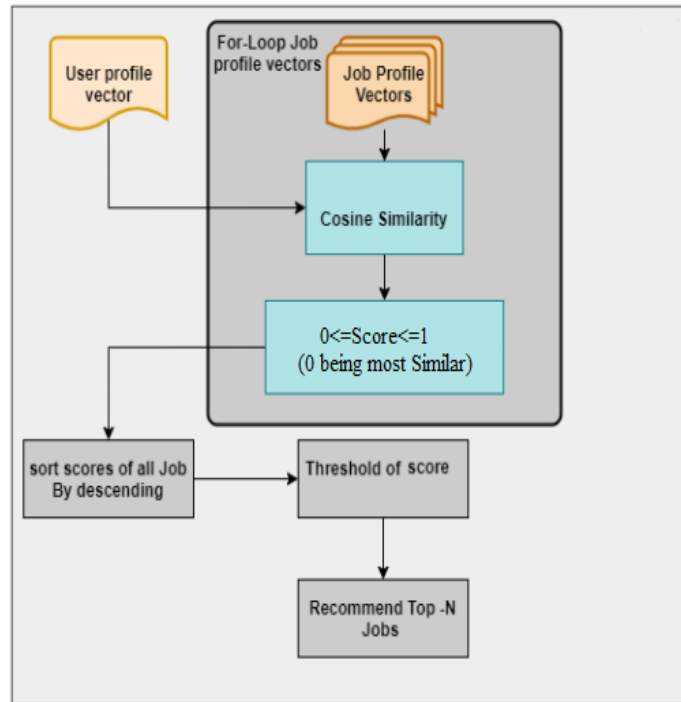 User profile
vector
For-Loop Job
profile vectors
Job Profile
Vectors
Cosine Similarity
0<=Score<=1
(0 being most Similar)
sort scores of all Job
By descending
Threshold of score
Recommend Top -N
Jobs